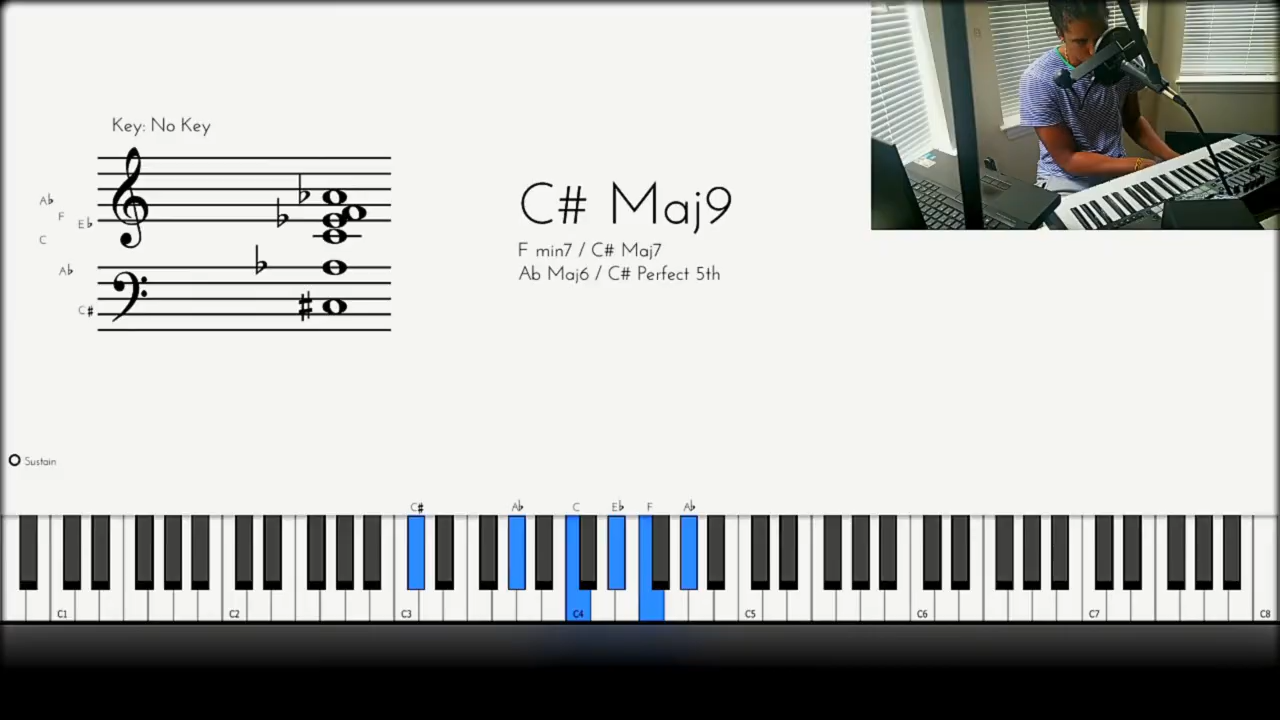 Key: No Key
Ab
F
Eb
C
Ab
C#
C# Maj9
F min7 / C# Maj7
Ab Maj6 / C# Perfect 5th
Sustain
C# Ab C Eb F Ab
C1 C2 C3 C4 C5 C6 C7 C8